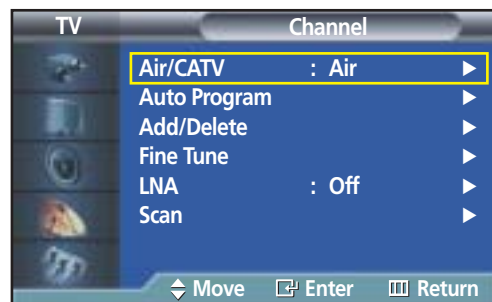 TV Channel
Air/CATV : Air ▶
Auto Program ▶
Add/Delete ▶
Fine Tune ▶
LNA : Off ▶
Scan ▶
Move Enter Return